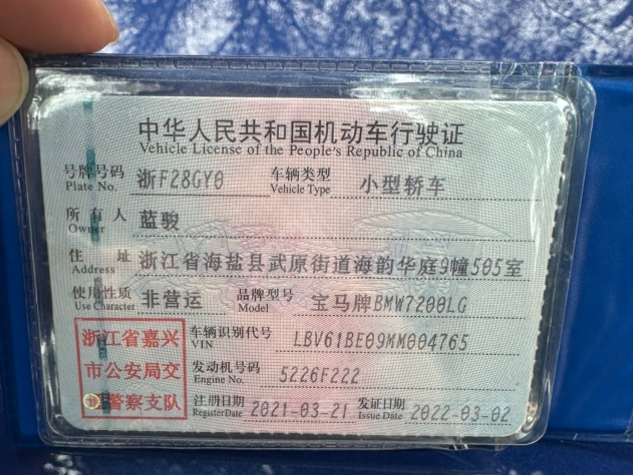 中华人民共和国机动车行驶证
Vehicle License of the People's Republic of China
号牌号码 浙F28GY0 车辆类型 小型轿车
Plate No. Vehicle Type
所有人 蓝骏
Owner
住址 浙江省海盐县武原街道海韵华庭9幢505室
Address
使用性质 非营运 品牌型号 宝马牌BMW7200LG
Use Character Model
浙江省嘉兴
市公安局交
警察支队
车辆识别代号 LBV61BE09MM004765
VIN
发动机号码 5226F222
Engine No.
注册日期 2021-03-21 发证日期 2022-03-02
Register Date Issue Date